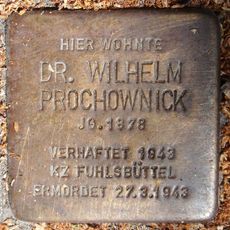 HIER WOHNTE
DR. WILHELM
PROCHOWNICK
JG. 1878
VERHAFTET 1943
KZ FUHLSBÜTTEL
ERMORDET 27.3.1943